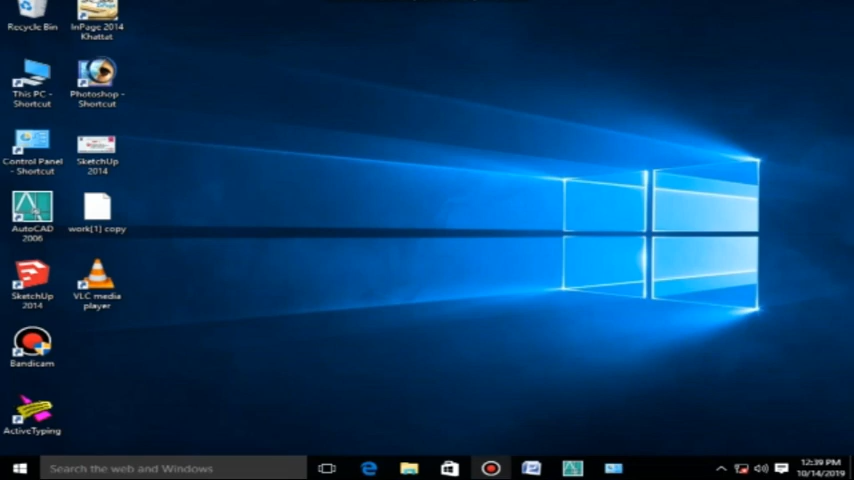 Recycle Bin
InPage 2014
Khattat
This PC -
Shortcut
Photoshop -
Shortcut
Control Panel
- Shortcut
SketchUp
2014
AutoCAD
2006
work[1] copy
SketchUp
2014
VLC media
player
Bandicam
ActiveTyping
Search the web and Windows
12:39 PM
10/14/2019